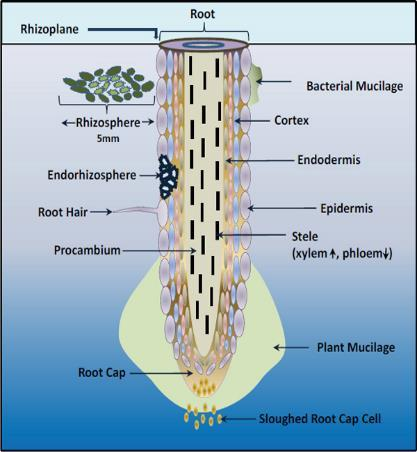 Root
Rhizoplane
Bacterial Mucilage
Rhizosphere
5mm
Cortex
Endodermis
Endorhizosphere
Root Hair
Epidermis
Procambium
Stele
(xylem↑, phloem↓)
Plant Mucilage
Root Cap
Sloughed Root Cap Cell